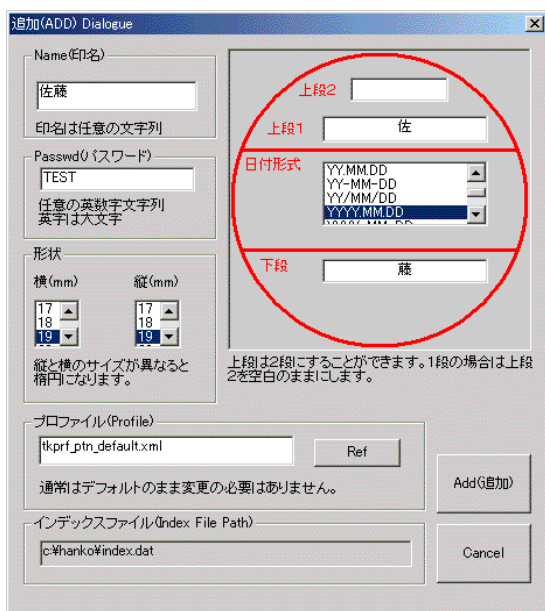 追加(ADD) Dialogue
Name(印名)
佐藤
印名は任意の文字列
Passwd(パスワード)
TEST
任意の英数字文字列
英字は大文字
形状
横(mm)
縦(mm)
17
18
19
17
18
19
縦と横のサイズが異なると
楕円になります。
上段2
上段1
佐
日付形式
YY.MM.DD
YY-MM-DD
YY/MM/DD
YYYY.MM.DD
下段
藤
上段は2段にすることができます。1段の場合は上段
2を空白のままにします。
プロファイル(Profile)
tkprf_ptn_default.xml
Ref
通常はデフォルトのまま変更の必要はありません。
インデックスファイル(Index File Path)
c:¥hanko¥index.dat
Add(追加)
Cancel